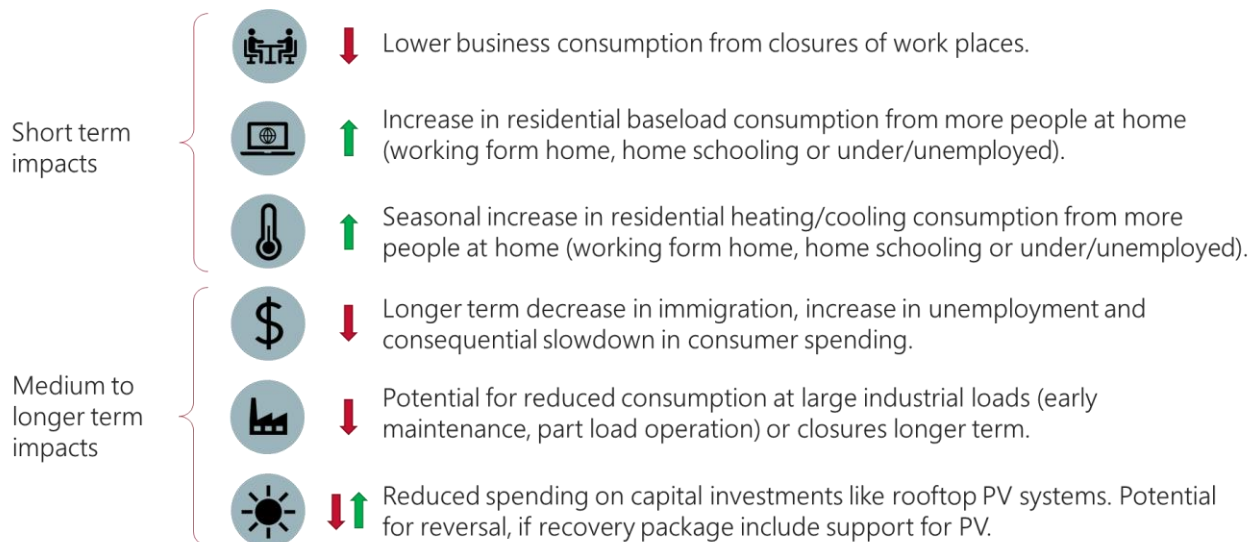 Short term
impacts
Lower business consumption from closures of work places.
Increase in residential baseload consumption from more people at home
(working form home, home schooling or under/unemployed).
Seasonal increase in residential heating/cooling consumption from more
people at home (working form home, home schooling or under/unemployed).
Medium to
longer term
impacts
$
Longer term decrease in immigration, increase in unemployment and
consequential slowdown in consumer spending.
Potential for reduced consumption at large industrial loads (early
maintenance, part load operation) or closures longer term.
Reduced spending on capital investments like rooftop PV systems. Potential
for reversal, if recovery package include support for PV.